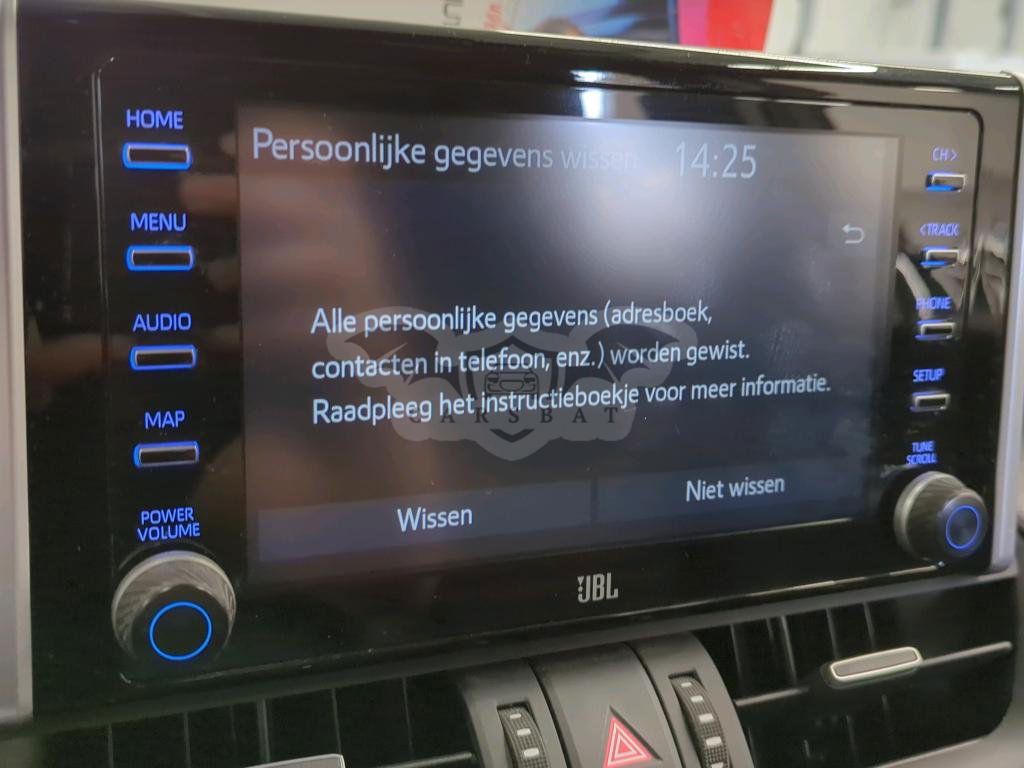 HOME
MENU
AUDIO
MAP
POWER
VOLUME
Persoonlijke gegevens wissen 14:25
Alle persoonlijke gegevens (adresboek,
contacten in telefoon, enz.) worden gewist.
Raadpleeg het instructieboekje voor meer informatie.
CARSBAT
Wissen
Niet wissen
JBL
CH>
<TRACK
PHONE
SETUP
TUNE
SCROLL